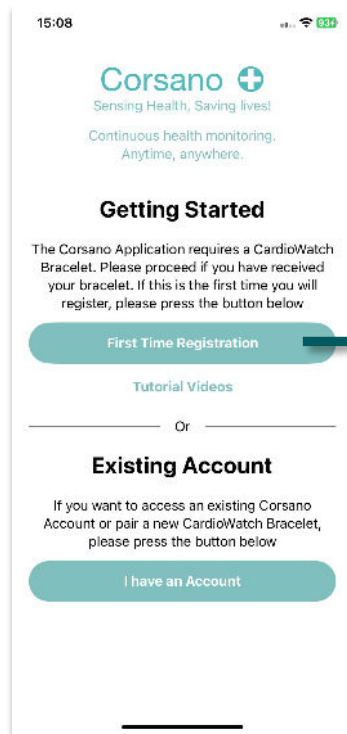 15:08
93
Corsano
Sensing Health, Saving lives!
Continuous health monitoring.
Anytime, anywhere.
Getting Started
The Corsano Application requires a CardioWatch
Bracelet. Please proceed if you have received
your bracelet. If this is the first time you will
register, please press the button below
First Time Registration
Tutorial Videos
Or
Existing Account
If you want to access an existing Corsano
Account or pair a new CardioWatch Bracelet,
please press the button below
I have an Account